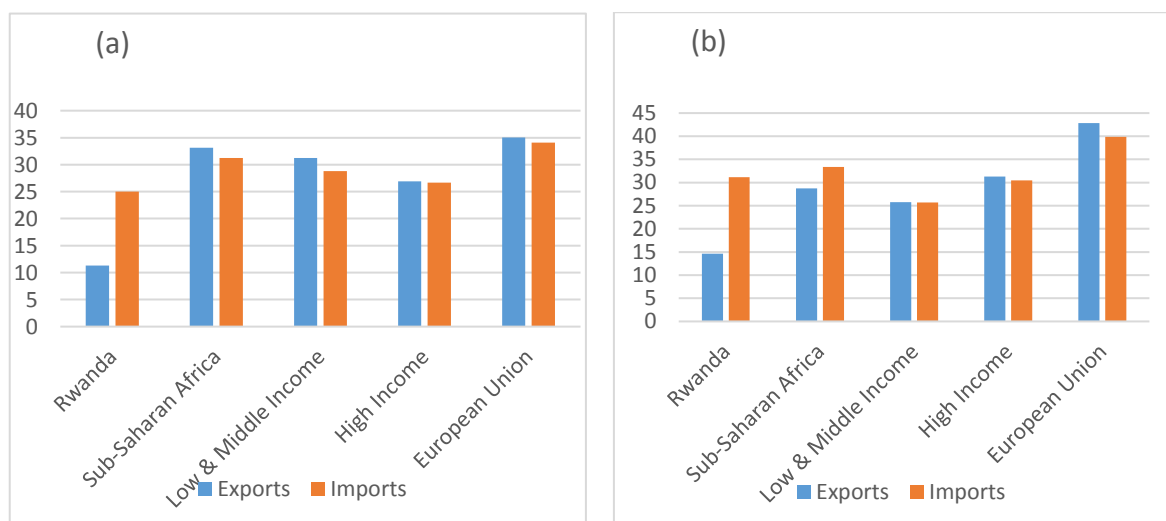 (a)
40
35
30
25
20
15
10
5
0
Rwanda
Sub-Saharan Africa
Low & Middle Income
High Income
European Union
Exports Imports
(b)
45
40
35
30
25
20
15
10
5
0
Rwanda
Sub-Saharan Africa
Low & Middle Income
High Income
European Union
Exports Imports